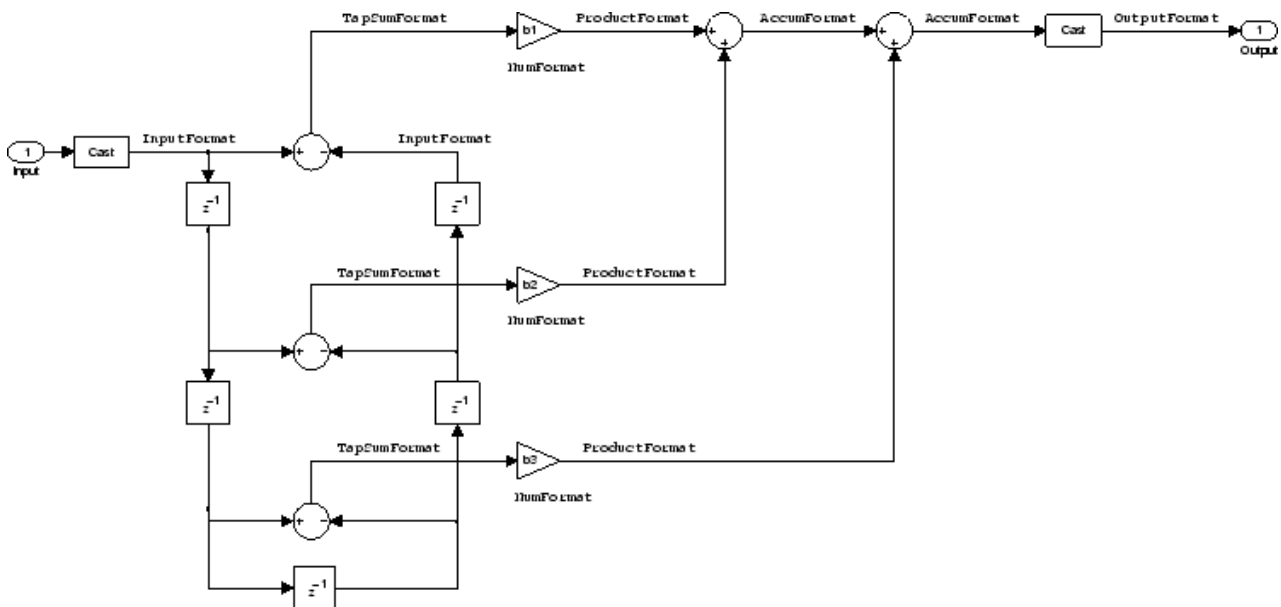 TapSumFormat
b1
ProductFormat
+
+
AccumFormat
+
+
AccumFormat
Cast
OutputFormat
1
Output
NumFormat
1
Input
Cast
InputFormat
+
−
InputFormat
z⁻¹
z⁻¹
TapSumFormat
b2
ProductFormat
NumFormat
+
−
z⁻¹
z⁻¹
TapSumFormat
b3
ProductFormat
NumFormat
+
−
z⁻¹